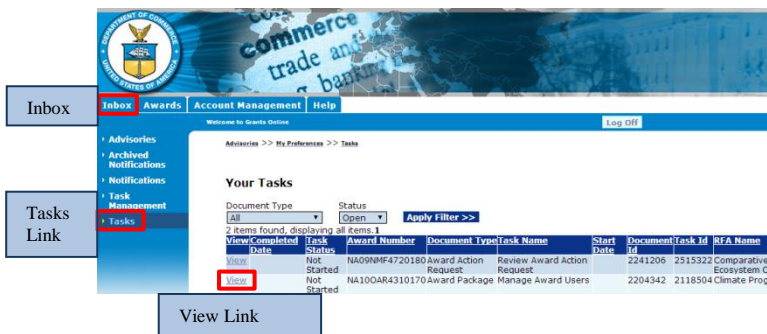 DEPARTMENT OF COMMERCE
UNITED STATES OF AMERICA
commerce
trade and
Inbox
Inbox Awards Account Management Help
Welcome to Grants Online
Log Off
Advisories
Archived Notifications
Notifications
Task Management
Tasks
Tasks Link
Advisories >> My Preferences >> Tasks
Your Tasks
Document Type Status
All Open Apply Filter >>
2 items found, displaying all items.1
View Completed Date Task Status Award Number Document Type Task Name Start Date Document Id Task Id RFA Name
View Not Started NA09NMF4720180 Award Action Request Review Award Action Request 2241206 2515322 Comparative Ecosystem
View Not Started NA10OAR4310170 Award Package Manage Award Users 2204342 2118504 Climate Prog
View Link